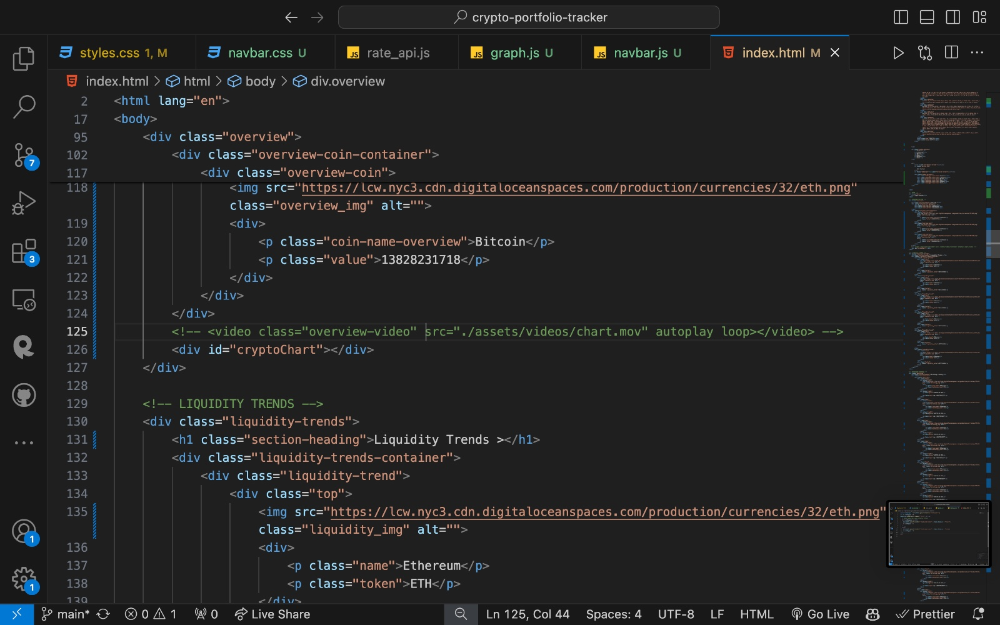 crypto-portfolio-tracker
styles.css 1, M
navbar.css U
JS rate_api.js
JS graph.js U
JS navbar.js U
index.html M
index.html > html > body > div.overview
2 <html lang="en">
17 <body>
95 <div class="overview">
102 <div class="overview-coin-container">
117 <div class="overview-coin">
118 <img src="https://lcw.nyc3.cdn.digitaloceanspaces.com/production/currencies/32/eth.png"
class="overview_img" alt="">
119 <div>
120 <p class="coin-name-overview">Bitcoin</p>
121 <p class="value">13828231718</p>
122 </div>
123 </div>
124 </div>
125 <!-- <video class="overview-video" src="./assets/videos/chart.mov" autoplay loop></video> -->
126 <div id="cryptoChart"></div>
127 </div>
128
129 <!-- LIQUIDITY TRENDS -->
130 <div class="liquidity-trends">
131 <h1 class="section-heading">Liquidity Trends ></h1>
132 <div class="liquidity-trends-container">
133 <div class="liquidity-trend">
134 <div class="top">
135 <img src="https://lcw.nyc3.cdn.digitaloceanspaces.com/production/currencies/32/eth.png"
class="liquidity_img" alt="">
136 <div>
137 <p class="name">Ethereum</p>
138 <p class="token">ETH</p>
139 </div>
7
3
1
1
main* 0 1 0 Live Share Ln 125, Col 44 Spaces: 4 UTF-8 LF HTML Go Live Prettier